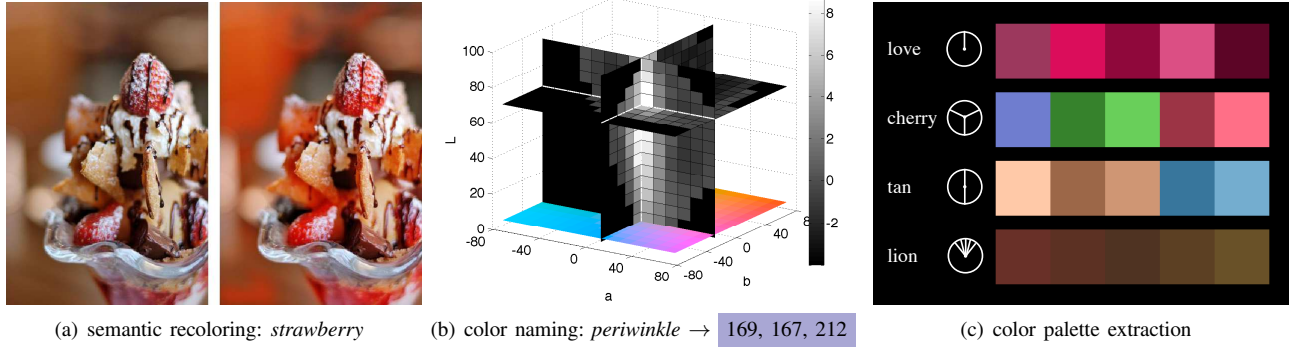 100
80
60
40
20
0
L
-80
-40
0
40
80
a
-80
-40
0
40
8
b
8
6
4
2
0
-2
love
cherry
tan
lion
(a) semantic recoloring: strawberry
(b) color naming: periwinkle → 169, 167, 212
(c) color palette extraction